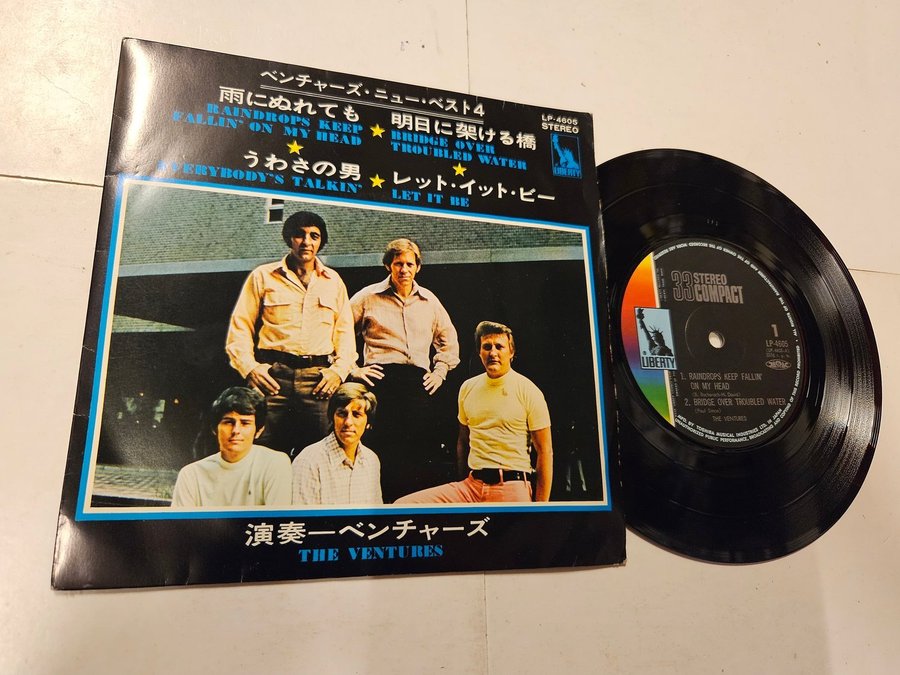 ベンチャーズ・ニュー・ベスト4
雨にぬれても
RAINDROPS KEEP
FALLIN' ON MY HEAD
明日に架ける橋
BRIDGE OVER
TROUBLED WATER
LP-4605
STEREO
LIBERTY
うわさの男
EVERYBODY'S TALKIN'
レット・イット・ビー
LET IT BE
演奏―ベンチャーズ
THE VENTURES
33 STEREO
COMPACT
LIBERTY
1
LP-4605
1. RAINDROPS KEEP FALLIN'
ON MY HEAD
2. BRIDGE OVER TROUBLED WATER
(Paul Simon)
THE VENTURES